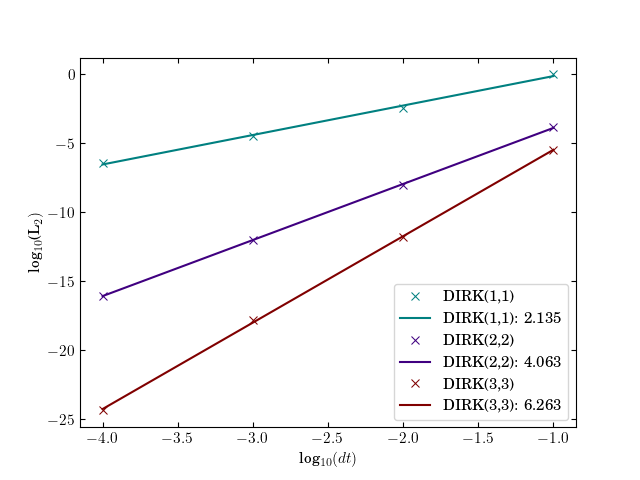 0
−5
−10
−15
−20
−25
log₁₀(L₂)
−4.0 −3.5 −3.0 −2.5 −2.0 −1.5 −1.0
log₁₀(dt)
DIRK(1,1)
DIRK(1,1): 2.135
DIRK(2,2)
DIRK(2,2): 4.063
DIRK(3,3)
DIRK(3,3): 6.263